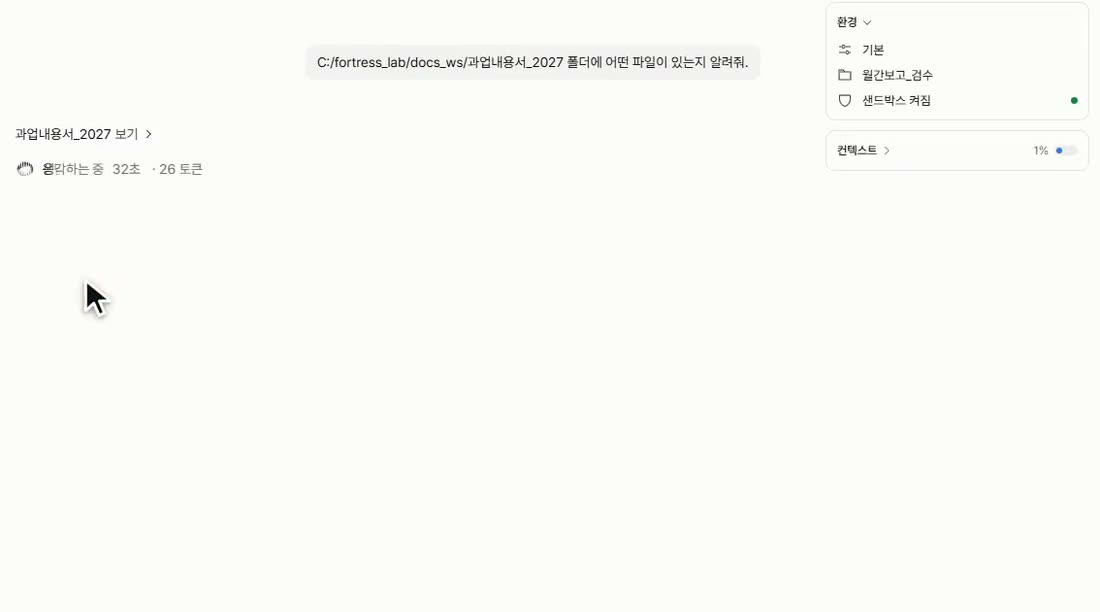 환경
기본
C:/fortress_lab/docs_ws/과업내용서_2027 폴더에 어떤 파일이 있는지 알려줘.
월간보고_검수
샌드박스 켜짐
과업내용서_2027 보기
컨텍스트 1%
하는 중 32초 · 26 토큰